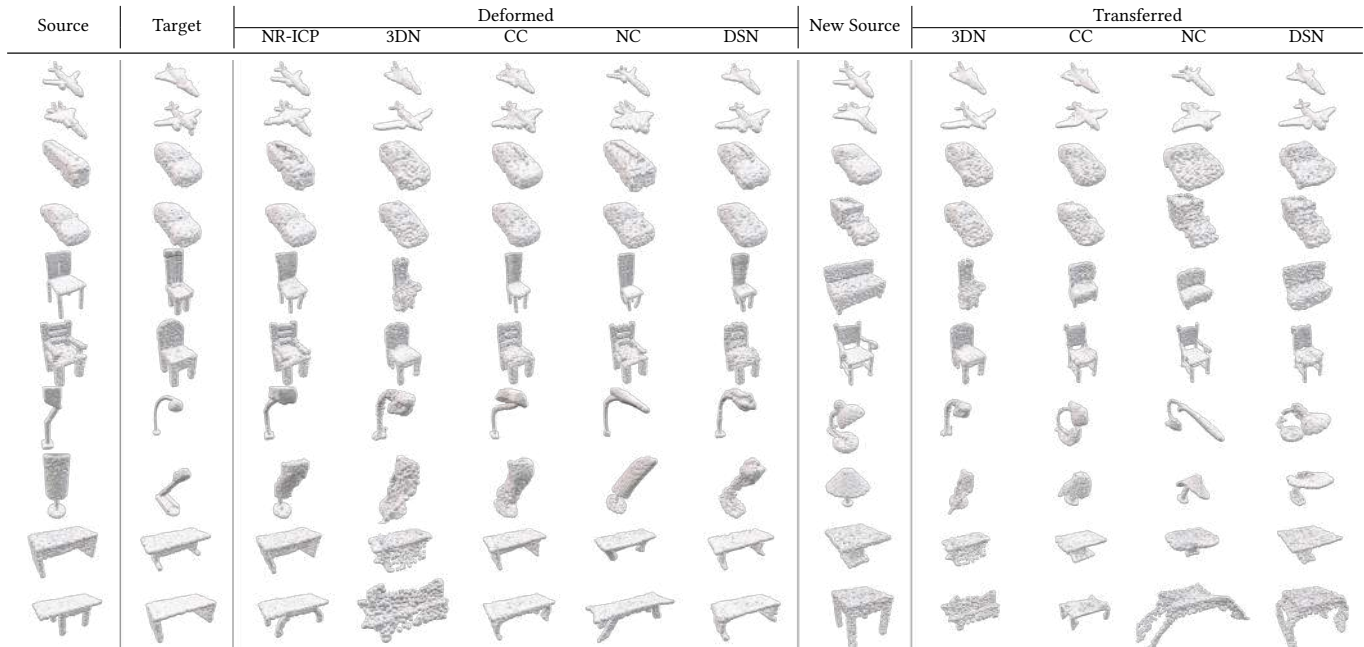 Source Target Deformed New Source Transferred
NR-ICP 3DN CC NC DSN 3DN CC NC DSN